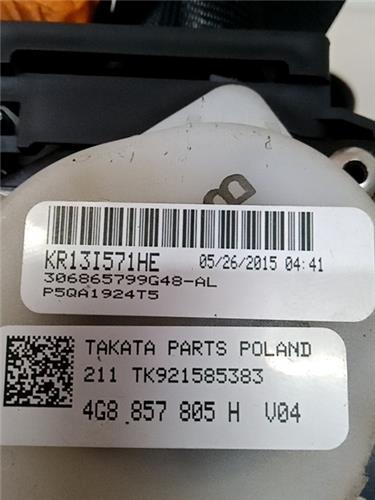 B
KR13I571HE 05/26/2015 04:41
306865799G48-AL
P5QA1924T5
TAKATA PARTS POLAND
211 TK921585383
4G8 857 805 H V04